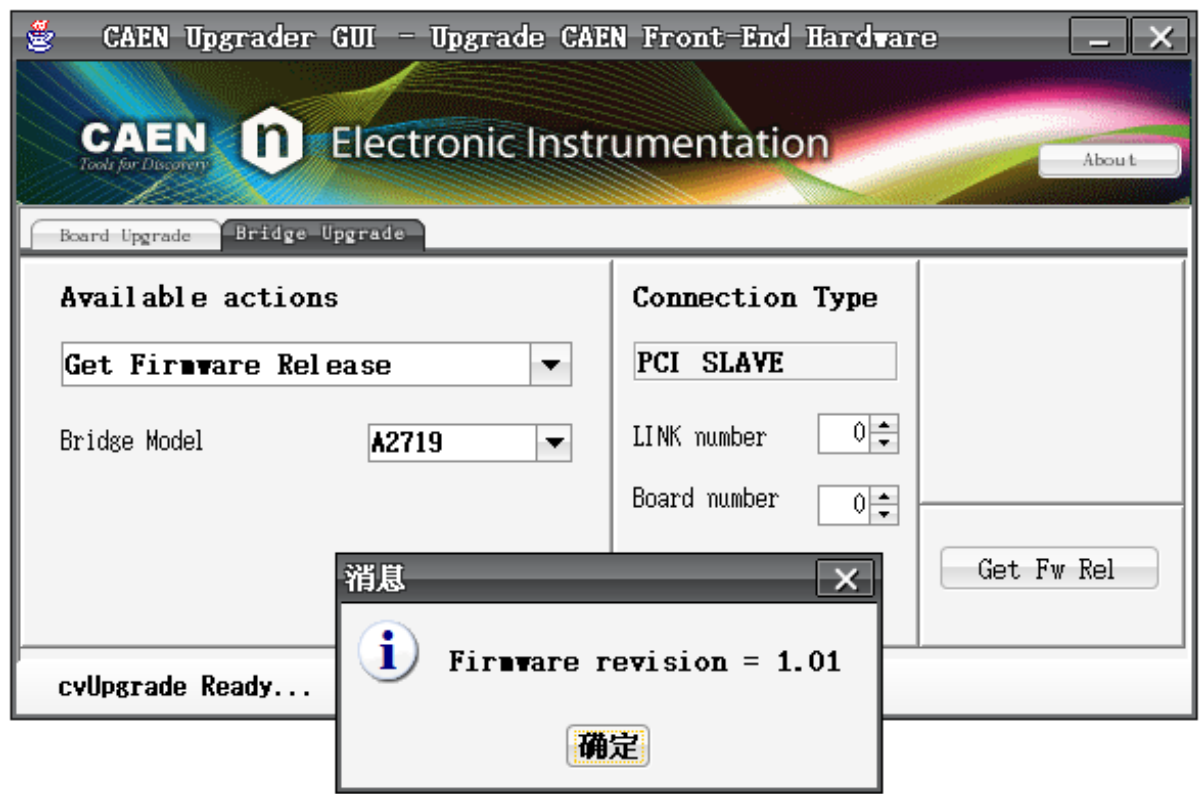 CAEN Upgrader GUI - Upgrade CAEN Front-End Hardware
CAEN
Tools for Discovery
n Electronic Instrumentation
About
Board Upgrade
Bridge Upgrade
Available actions
Get Firmware Release
Bridge Model
A2719
Connection Type
PCI SLAVE
LINK number
0
Board number
0
Get Fw Rel
cvUpgrade Ready...
消息
Firmware revision = 1.01
确定